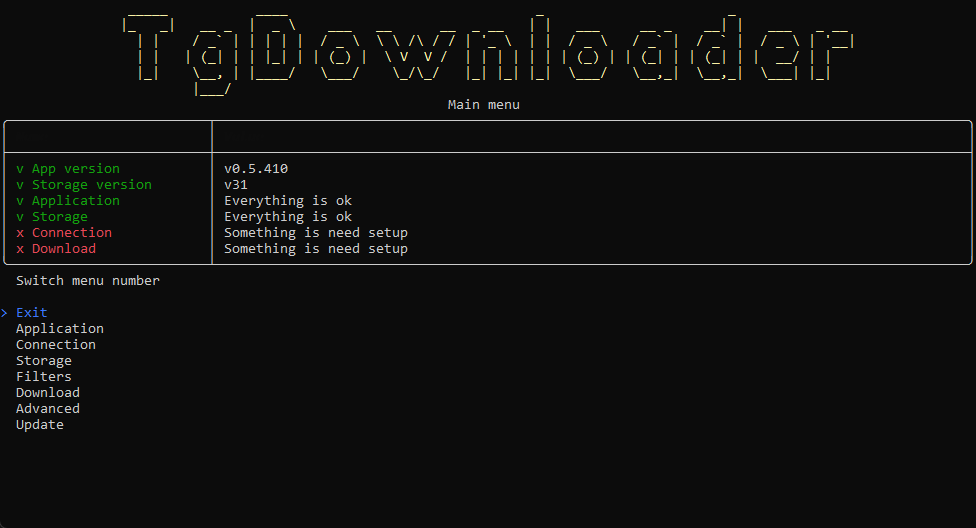 TgDownloader
Main menu
v App version v0.5.410
v Storage version v31
v Application Everything is ok
v Storage Everything is ok
x Connection Something is need setup
x Download Something is need setup
Switch menu number
> Exit
Application
Connection
Storage
Filters
Download
Advanced
Update